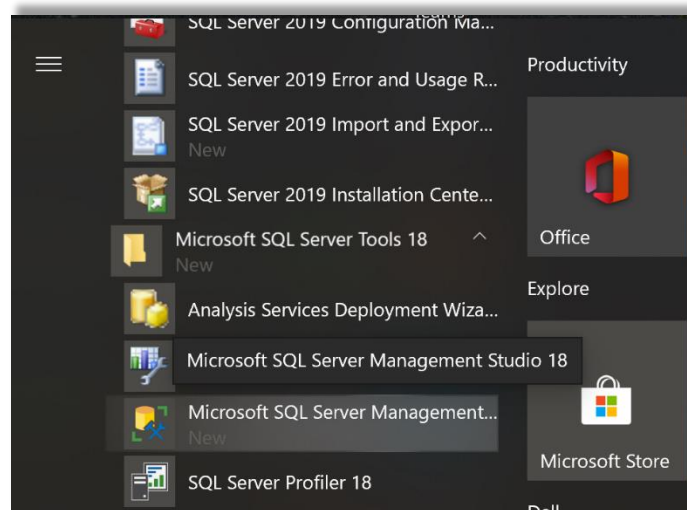 SQL Server 2019 Configuration Ma...
SQL Server 2019 Error and Usage R...
SQL Server 2019 Import and Expor...
New
SQL Server 2019 Installation Cente...
Microsoft SQL Server Tools 18
New
Analysis Services Deployment Wiza...
Microsoft SQL Server Management Studio 18
Microsoft SQL Server Management...
New
SQL Server Profiler 18
Productivity
Office
Explore
Microsoft Store
Dell